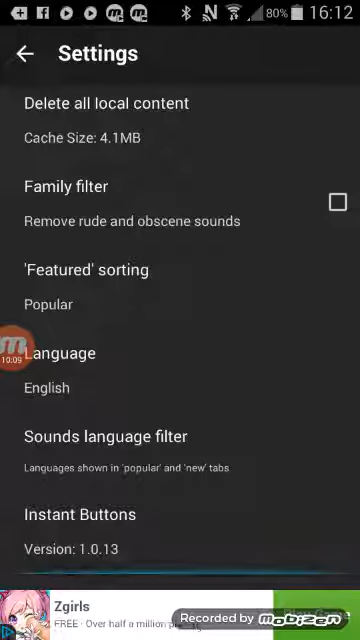 80% 16:12
Settings
Delete all local content
Cache Size: 4.1MB
Family filter
Remove rude and obscene sounds
'Featured' sorting
Popular
10:09
Language
English
Sounds language filter
Languages shown in 'popular' and 'new' tabs
Instant Buttons
Version: 1.0.13
Zgirls
FREE · Over half a million
Recorded by mobizen